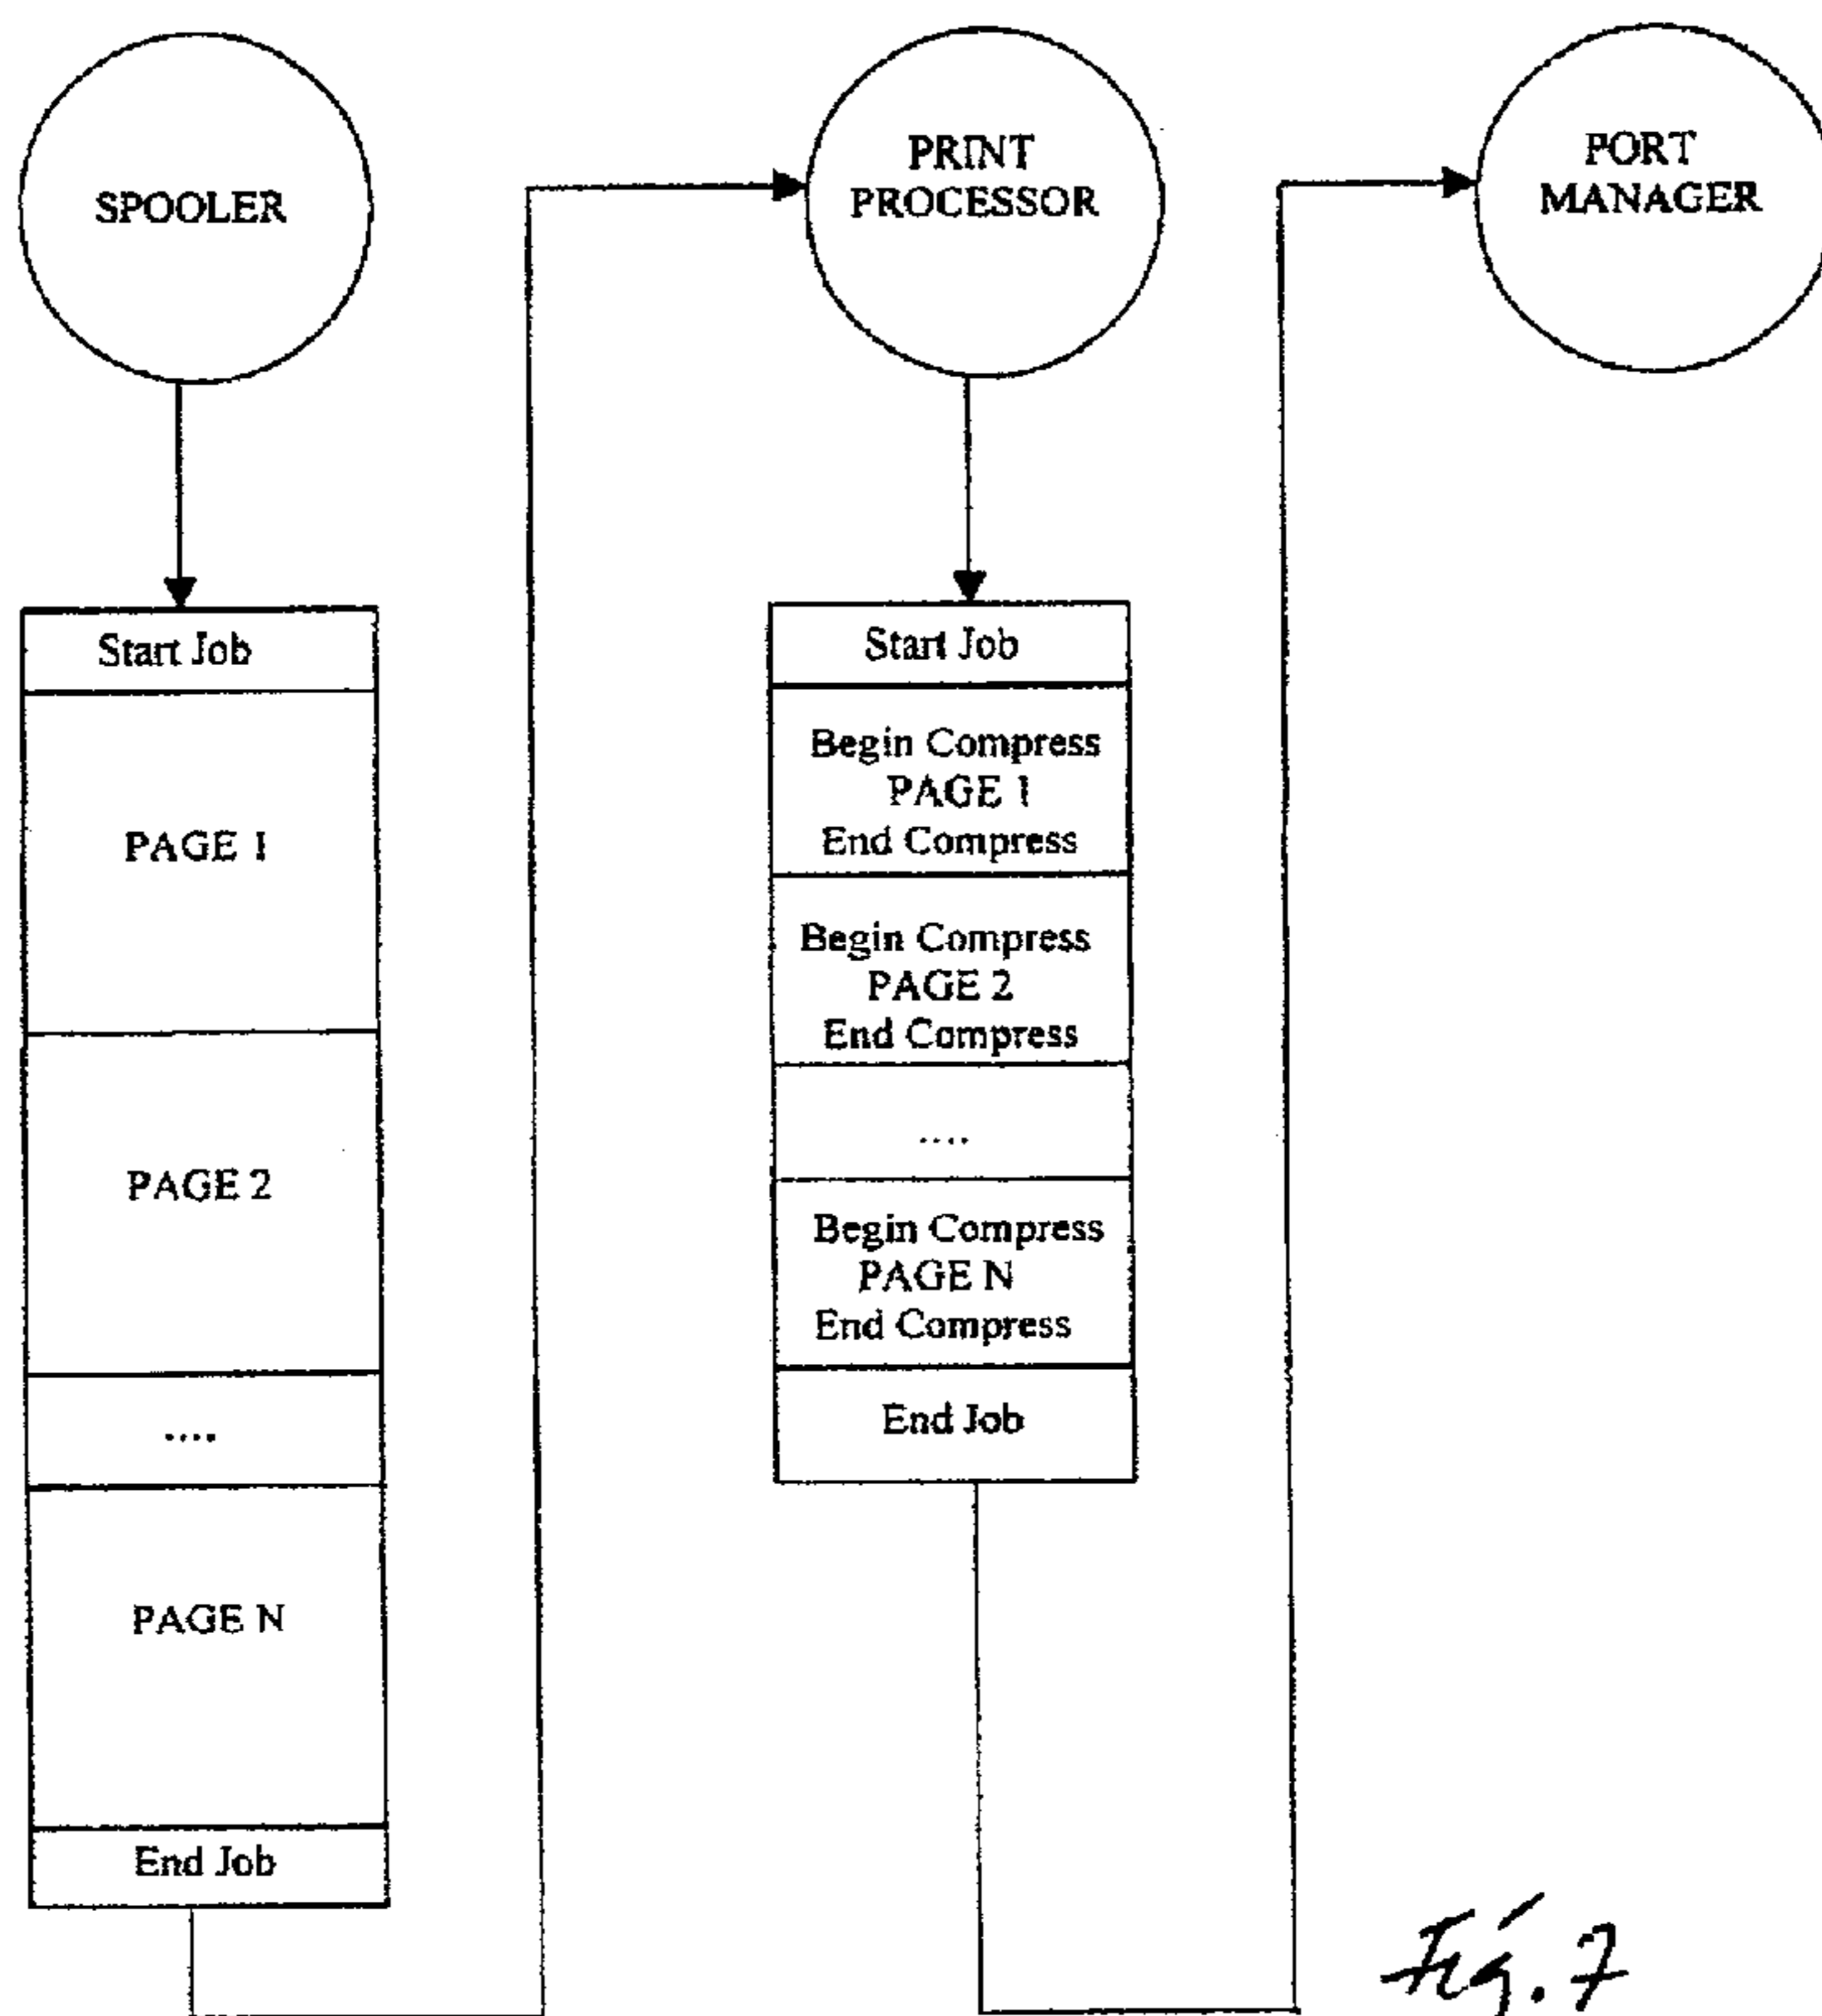 SPOOLER
Start Job
PAGE 1
PAGE 2
....
PAGE N
End Job
PRINT
PROCESSOR
Start Job
Begin Compress
PAGE 1
End Compress
Begin Compress
PAGE 2
End Compress
....
Begin Compress
PAGE N
End Compress
End Job
PORT
MANAGER
Fig. 7